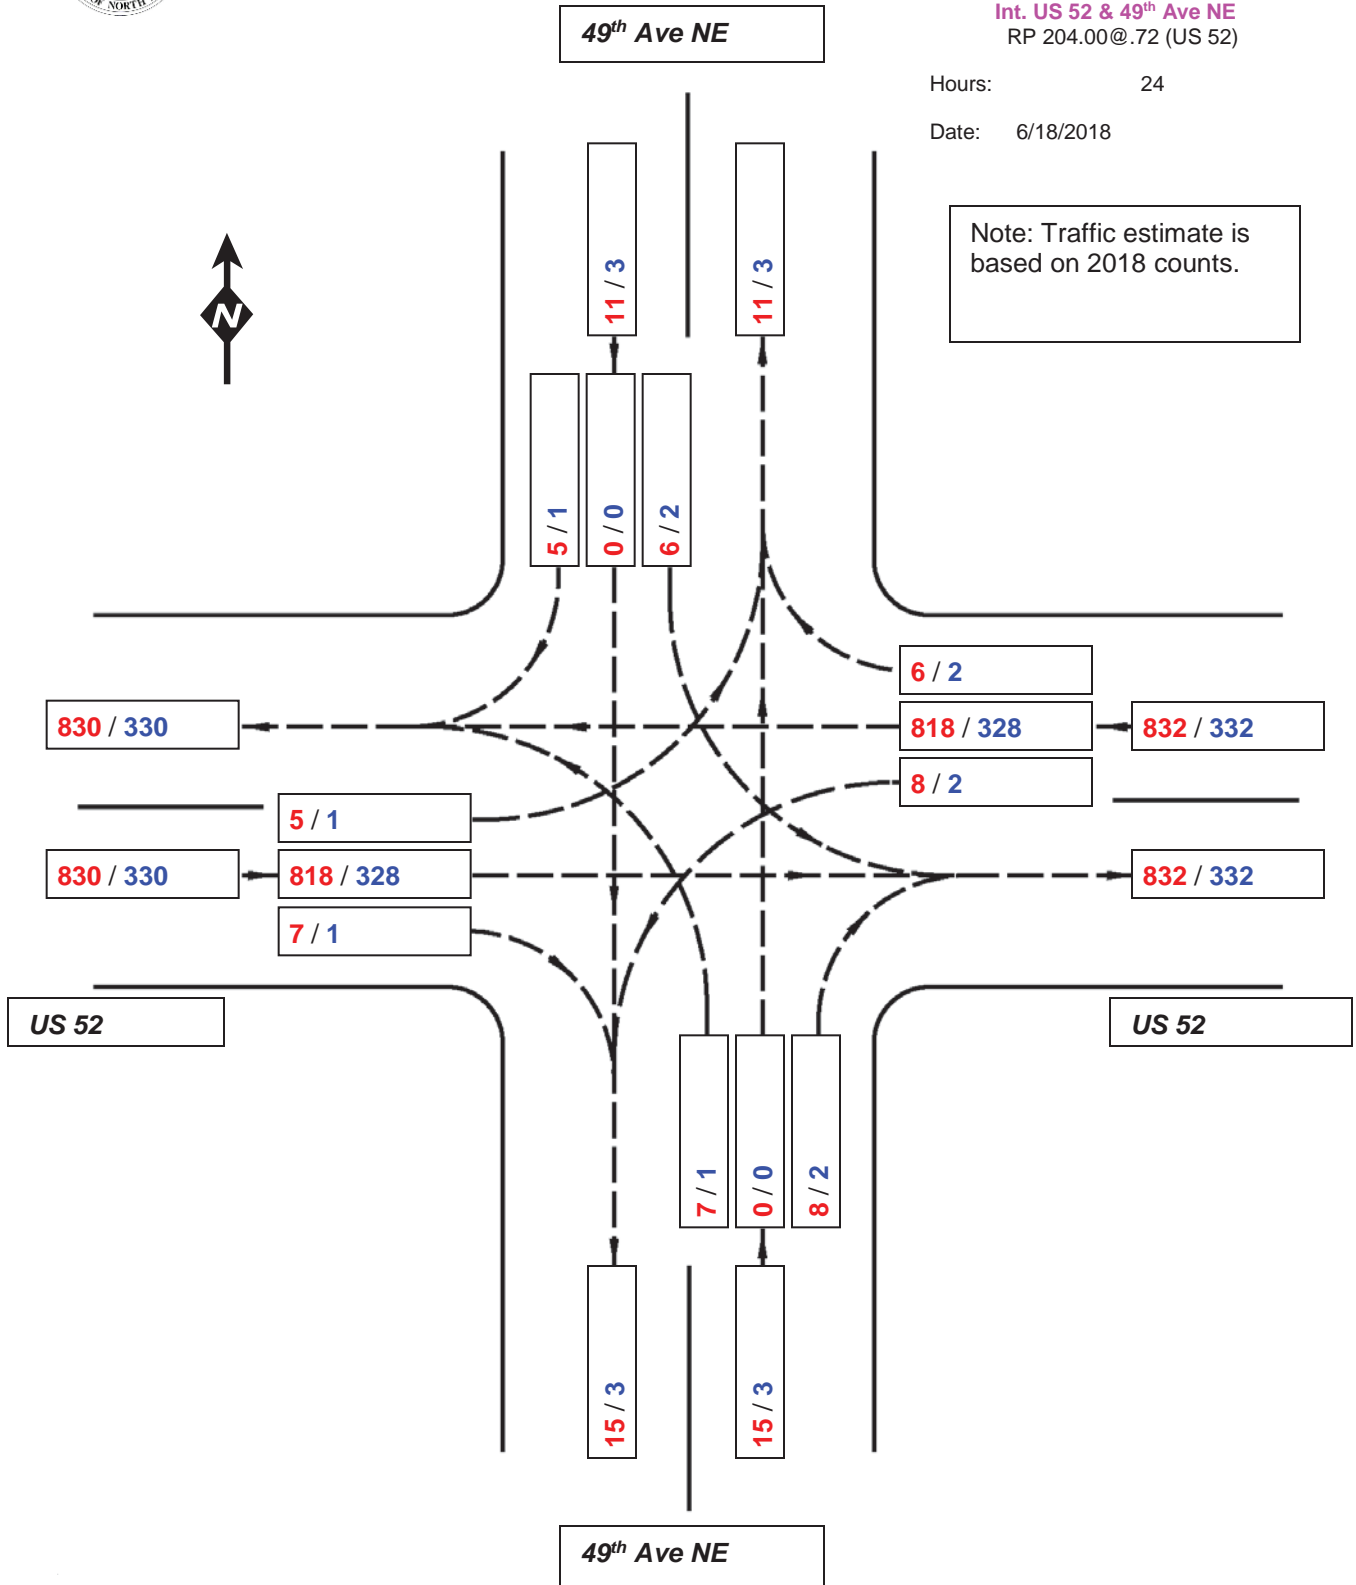 OF NORTH
49th Ave NE
Int. US 52 & 49th Ave NE
RP 204.00@.72 (US 52)
Hours: 24
Date: 6/18/2018
Note: Traffic estimate is
based on 2018 counts.
11 / 3
11 / 3
5 / 1
0 / 0
6 / 2
6 / 2
830 / 330
818 / 328
832 / 332
8 / 2
5 / 1
830 / 330
818 / 328
832 / 332
7 / 1
US 52
US 52
7 / 1
0 / 0
8 / 2
15 / 3
15 / 3
49th Ave NE
N